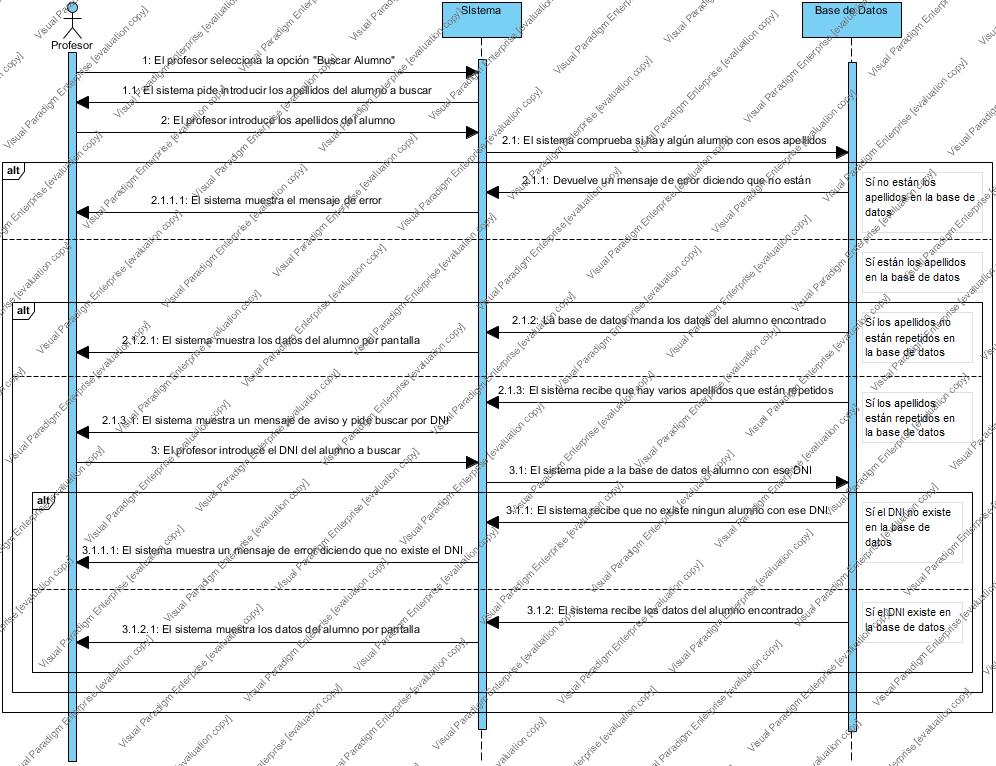 Profesor
Sistema
Base de Datos
1: El profesor selecciona la opción "Buscar Alumno"
1.1: El sistema pide introducir los apellidos del alumno a buscar
2: El profesor introduce los apellidos del alumno
2.1: El sistema comprueba si hay algún alumno con esos apellidos
alt
2.1.1: Devuelve un mensaje de error diciendo que no están
Sí no están los
apellidos en la base de
datos
2.1.1.1: El sistema muestra el mensaje de error
Sí están los apellidos
en la base de datos
alt
2.1.2: La base de datos manda los datos del alumno encontrado
Sí los apellidos no
están repetidos en
la base de datos
2.1.2.1: El sistema muestra los datos del alumno por pantalla
2.1.3: El sistema recibe que hay varios apellidos que están repetidos
Sí los apellidos
están repetidos en
la base de datos
2.1.3.1: El sistema muestra un mensaje de aviso y pide buscar por DNI
3: El profesor introduce el DNI del alumno a buscar
3.1: El sistema pide a la base de datos el alumno con ese DNI
alt
3.1.1: El sistema recibe que no existe ningun alumno con ese DNI
Sí el DNI no existe
en la base de
datos
3.1.1.1: El sistema muestra un mensaje de error diciendo que no existe el DNI
3.1.2: El sistema recibe los datos del alumno encontrado
Sí el DNI existe en
la base de datos
3.1.2.1: El sistema muestra los datos del alumno por pantalla
Visual Paradigm Enterprise [evaluation copy]